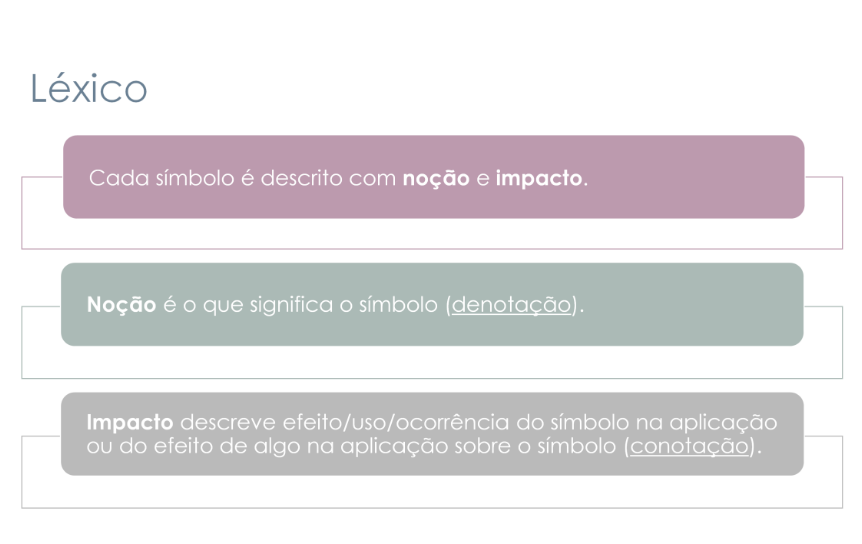 Léxico
Cada símbolo é descrito com noção e impacto.
Noção é o que significa o símbolo (denotação).
Impacto descreve efeito/uso/ocorrência do símbolo na aplicação
ou do efeito de algo na aplicação sobre o símbolo (conotação).